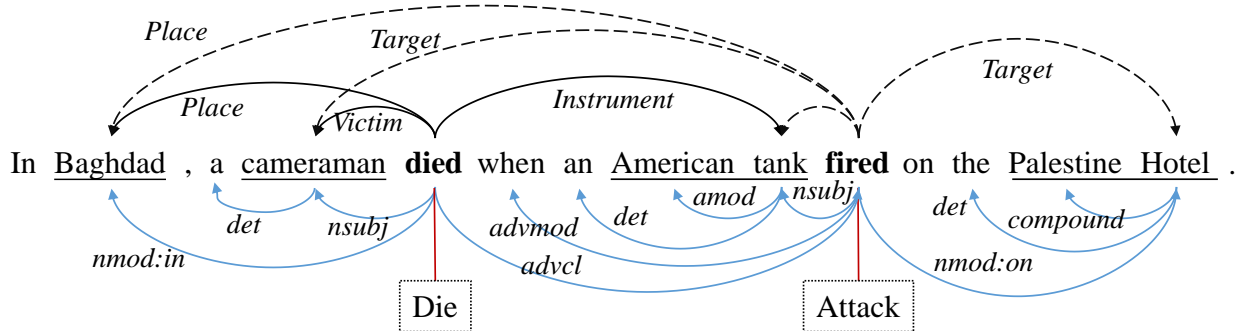 Place
Target
Target
Place
Victim
Instrument
In Baghdad , a cameraman died when an American tank fired on the Palestine Hotel .
det
nsubj
advmod
det
amod
nsubj
det
compound
nmod:in
advcl
nmod:on
Die
Attack